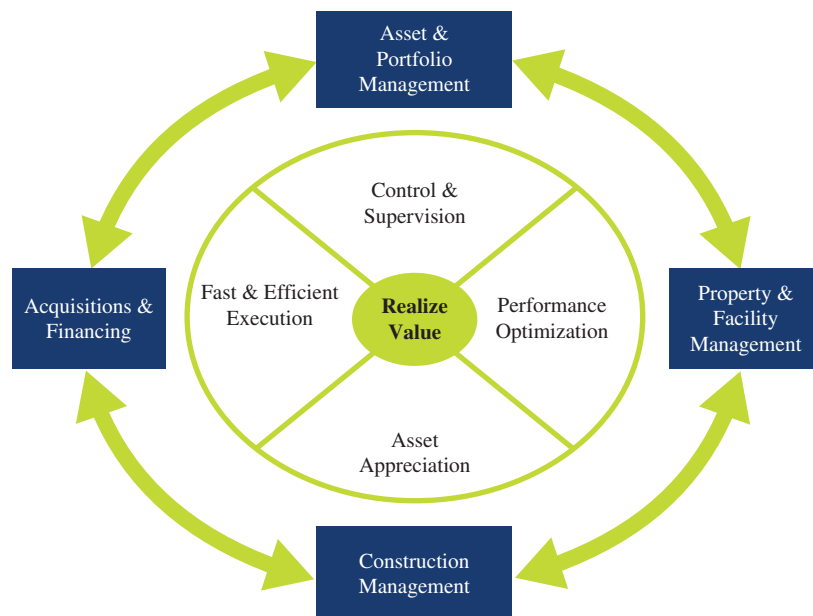 Asset &
Portfolio
Management
Control &
Supervision
Acquisitions &
Financing
Fast & Efficient
Execution
Realize
Value
Performance
Optimization
Property &
Facility
Management
Asset
Appreciation
Construction
Management